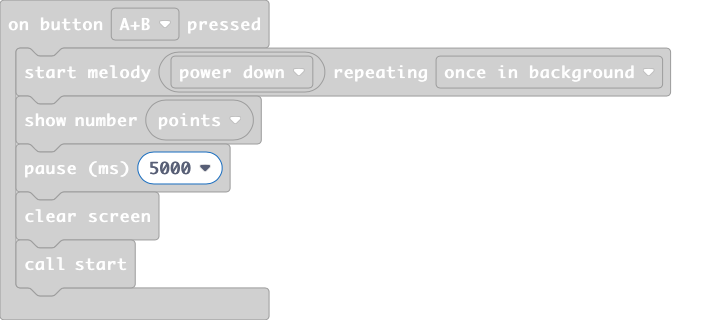 on button A+B pressed
start melody power down repeating once in background
show number points
pause (ms) 5000
clear screen
call start